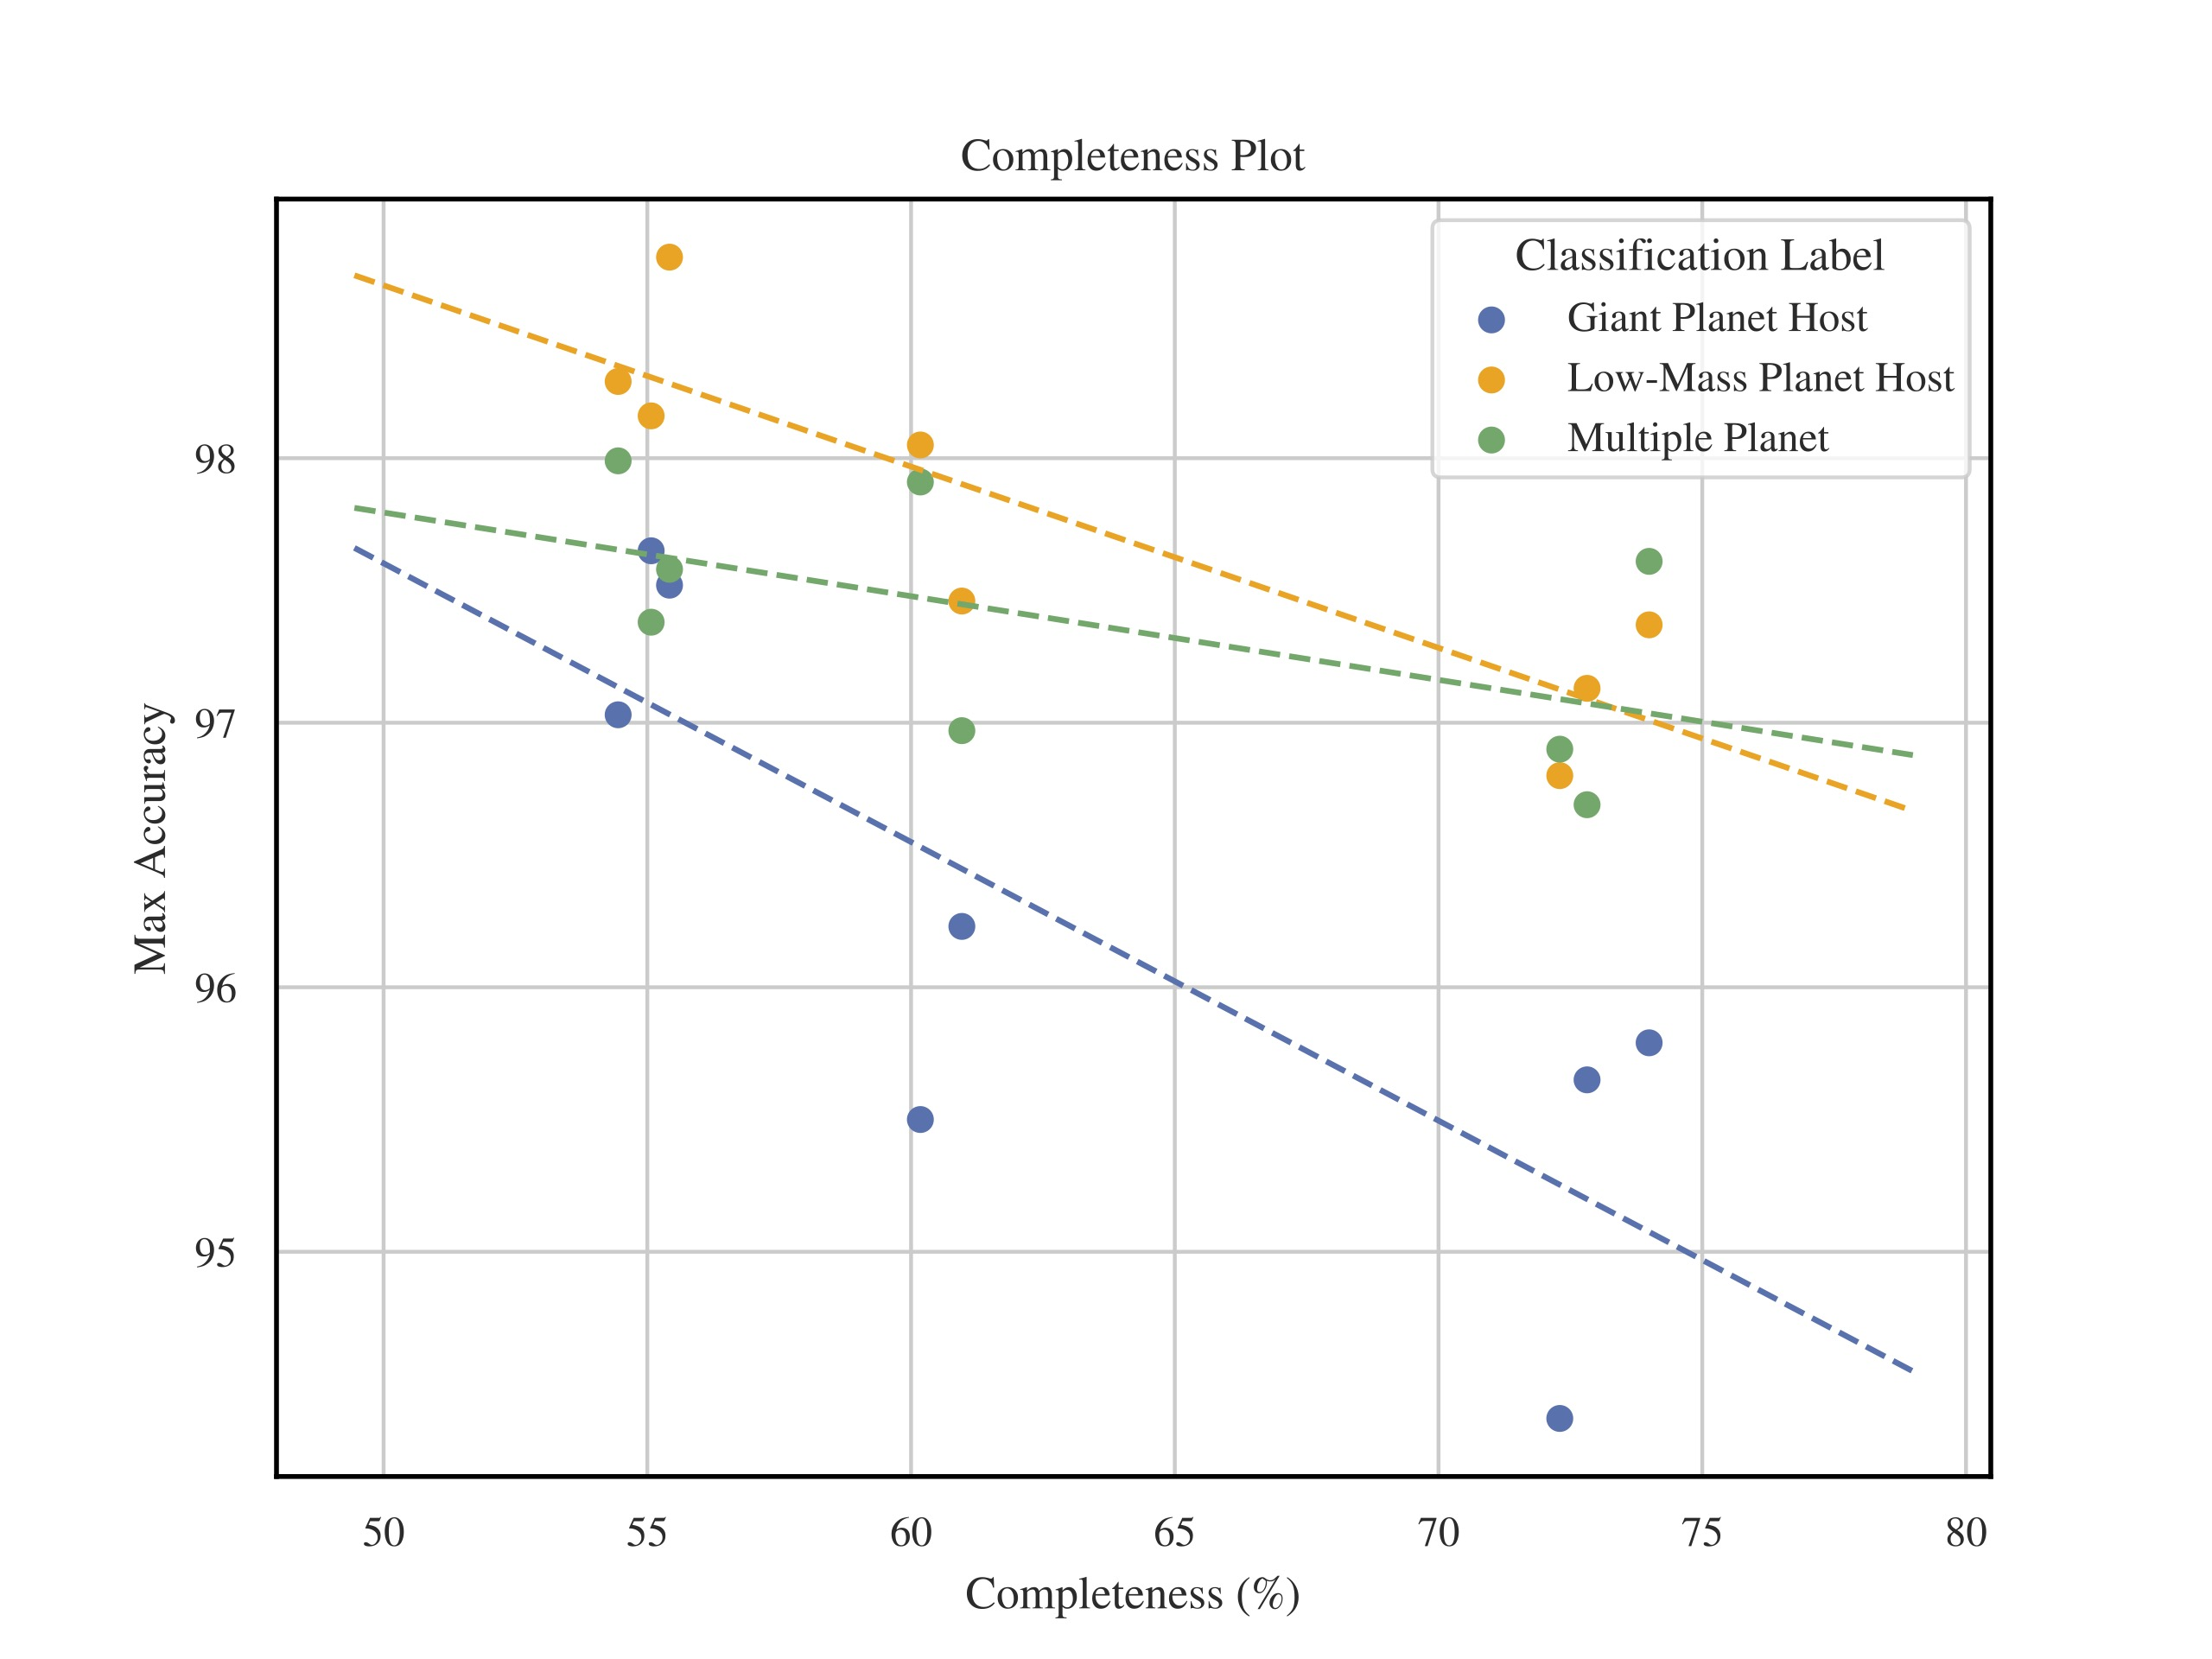 Completeness Plot
Classification Label
Giant Planet Host
Low-Mass Planet Host
Multiple Planet
98
97
96
95
Max Accuracy
50 55 60 65 70 75 80
Completeness (%)